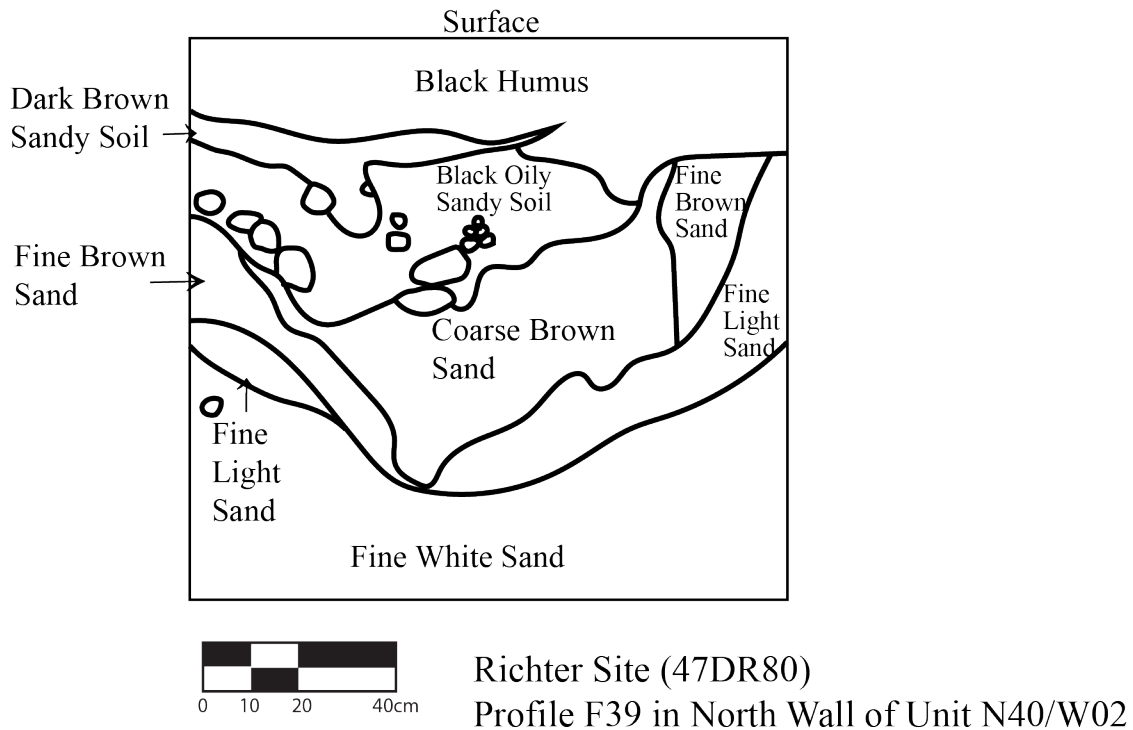 Surface
Black Humus
Dark Brown
Sandy Soil
Black Oily
Sandy Soil
Fine
Brown
Sand
Fine Brown
Sand
Fine
Light
Sand
Coarse Brown
Sand
Fine
Light
Sand
Fine White Sand
0 10 20 40cm
Richter Site (47DR80)
Profile F39 in North Wall of Unit N40/W02